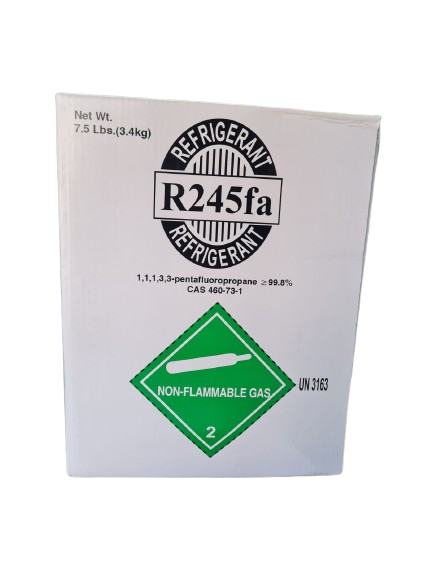 Net Wt.
7.5 Lbs.(3.4kg)
REFRIGERANT
R245fa
REFRIGERANT
1,1,1,3,3-pentafluoropropane ≥99.8%
CAS 460-73-1
NON-FLAMMABLE GAS
UN 3163
2